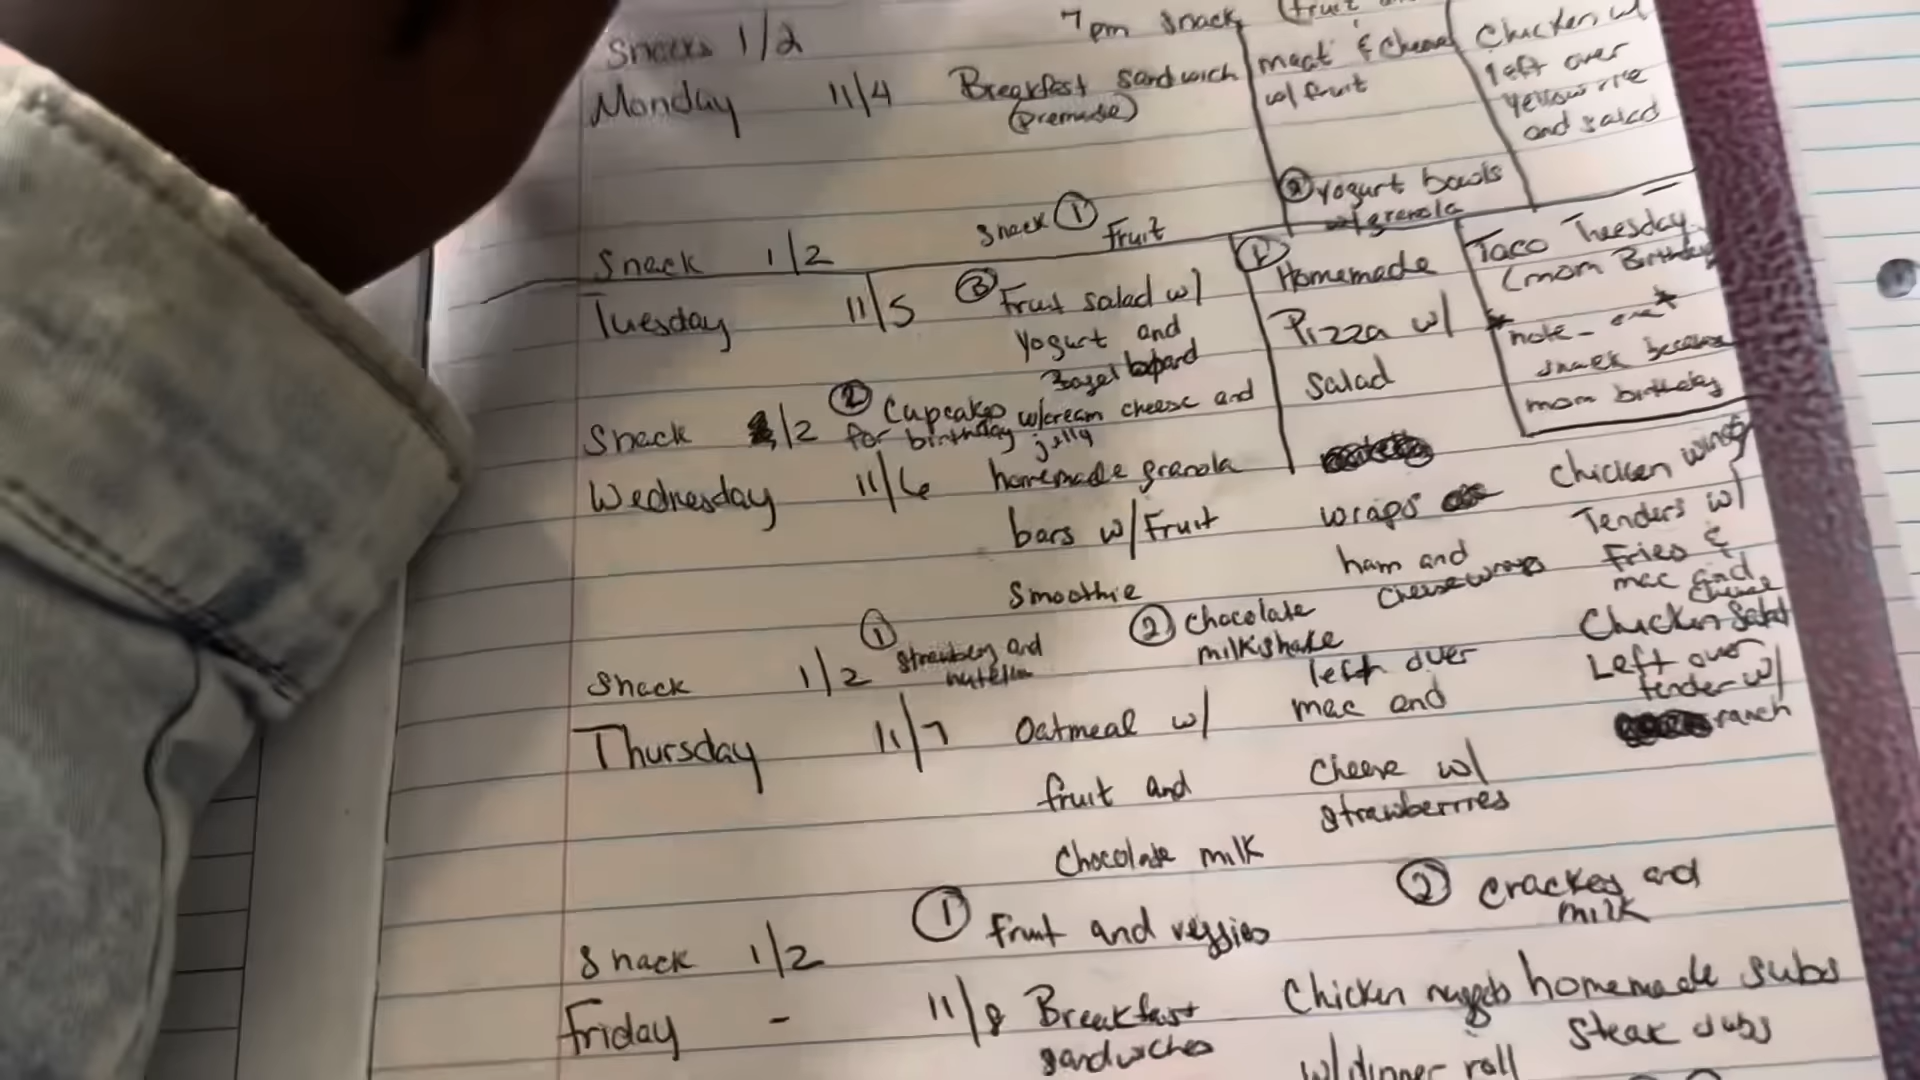 Snacks 1/2 7pm snack
Monday 11/4 Breakfast sandwich
(premade)
meat & cheese
w/ fruit
Chicken w/
left over
yellow rice
and salad
Snack 1/2 snack ① fruit
② yogurt bowls
w/ granola
Tuesday 11/5 ③ Fruit salad w/
yogurt and
Bagel
w/ cream cheese and
jelly
① Homemade
Pizza w/
salad
Taco Tuesday
(mom Birthday
note -
snack because
mom birthday
Snack 1/2 ② Cupcakes
for birthday
Wednesday 11/6 homemade granola
bars w/ Fruit
Smoothie
wraps
ham and
cheese wraps
Chicken wings
Tenders w/
Fries &
mac and
cheese
Snack 1/2 ① strawberry and
nutella
② Chocolate
milkshake
Thursday 11/7 Oatmeal w/
fruit and
Chocolate milk
left over
mac and
Cheese w/
strawberrres
Chicken Salad
Left over
tender w/
ranch
Snack 1/2 ① fruit and veggies
② crackers and
milk
Friday - 11/8 Breakfast
sandwiches
Chicken nuggets
w/ dinner roll
homemade subs
steak subs